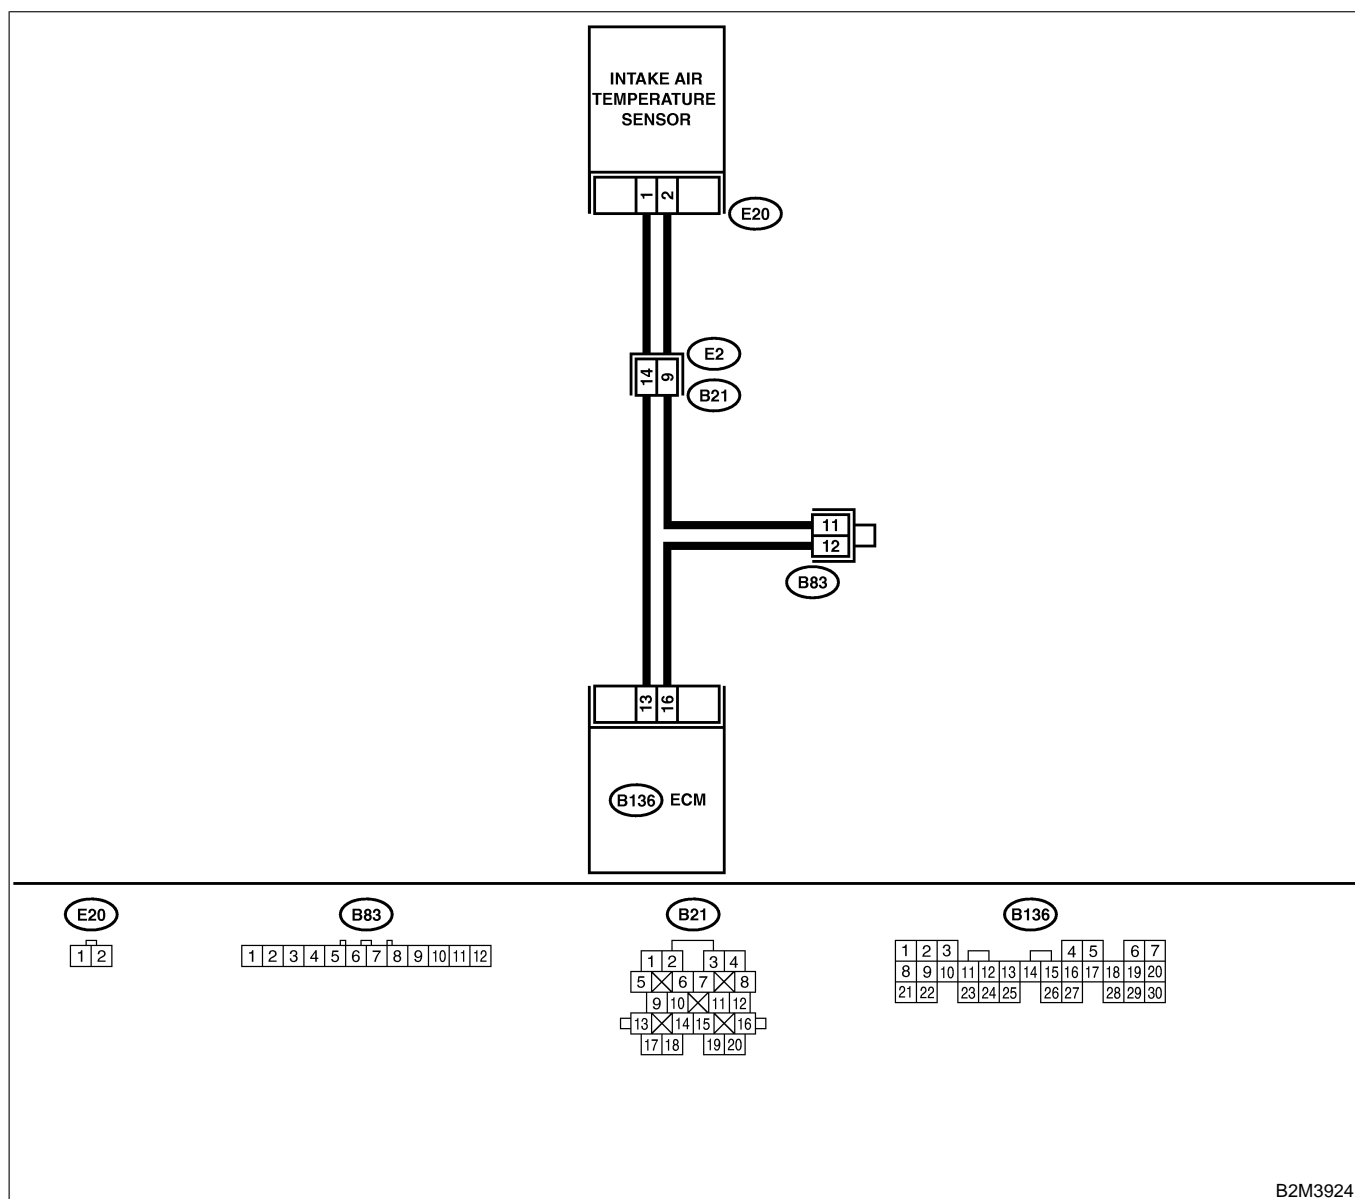 INTAKE AIR
TEMPERATURE
SENSOR
1 2
E20
E2
14 9
B21
11
12
B83
13 16
B136 ECM
E20
1 2
B83
1 2 3 4 5 6 7 8 9 10 11 12
B21
1 2 3 4
5 6 7 8
9 10 11 12
13 14 15 16
17 18 19 20
B136
1 2 3 4 5 6 7
8 9 10 11 12 13 14 15 16 17 18 19 20
21 22 23 24 25 26 27 28 29 30
B2M3924